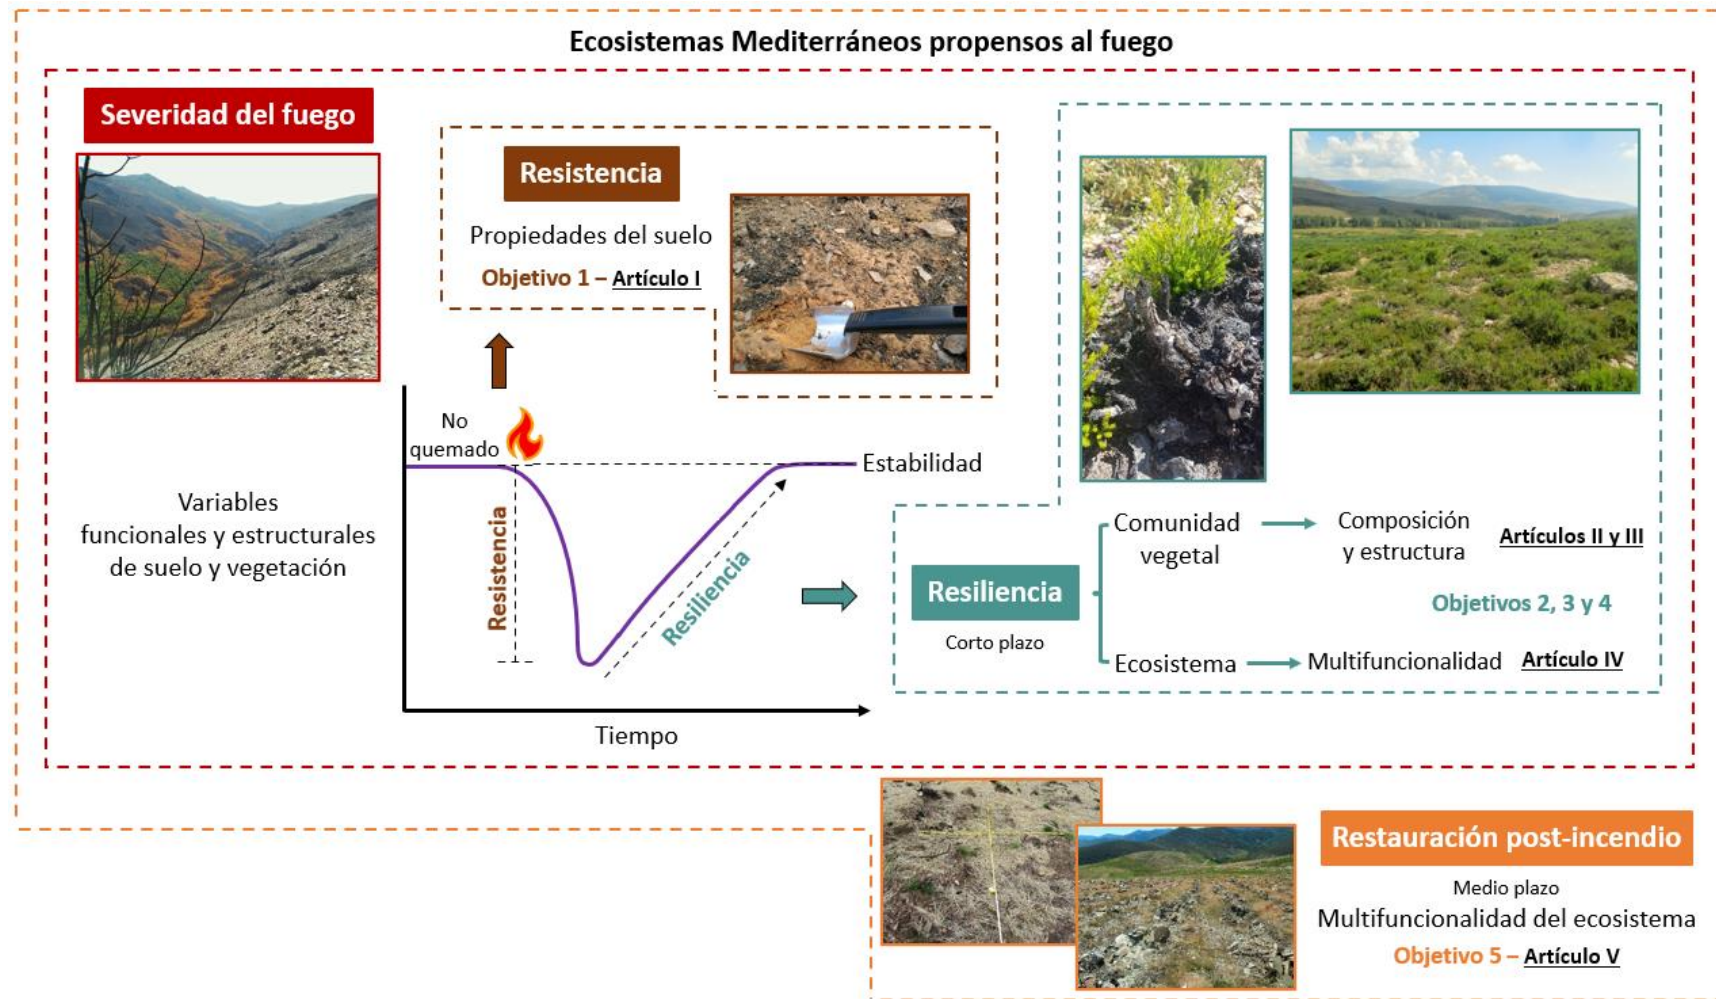 Ecosistemas Mediterráneos propensos al fuego
Severidad del fuego
Resistencia
Propiedades del suelo
Objetivo 1 – Artículo I
No
quemado
Estabilidad
Variables
funcionales y estructurales
de suelo y vegetación
Resistencia
Resiliencia
Tiempo
Resiliencia
Corto plazo
Comunidad
vegetal
Composición
y estructura
Artículos II y III
Objetivos 2, 3 y 4
Ecosistema
Multifuncionalidad
Artículo IV
Restauración post-incendio
Medio plazo
Multifuncionalidad del ecosistema
Objetivo 5 – Artículo V